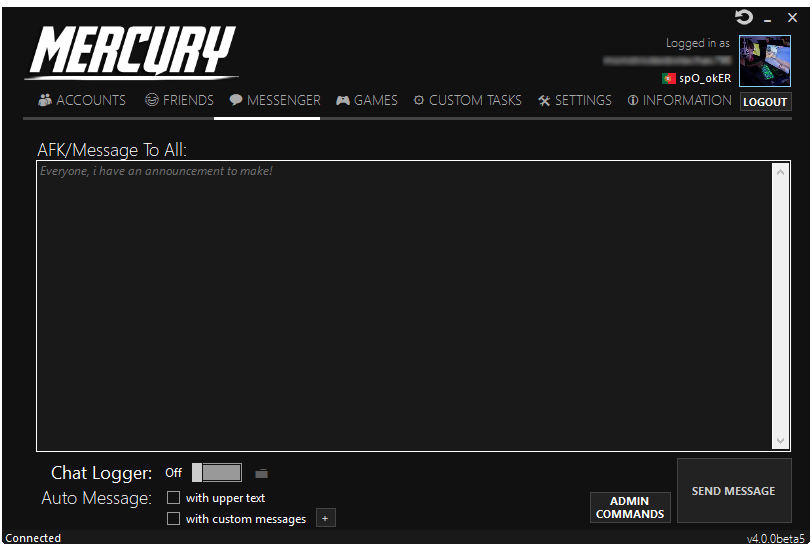 MERCURY
Logged in as
spO_okER
ACCOUNTS FRIENDS MESSENGER GAMES CUSTOM TASKS SETTINGS INFORMATION LOGOUT
AFK/Message To All:
Everyone, i have an announcement to make!
Chat Logger: Off
Auto Message: with upper text
with custom messages +
ADMIN COMMANDS
SEND MESSAGE
Connected
v4.0.0beta5